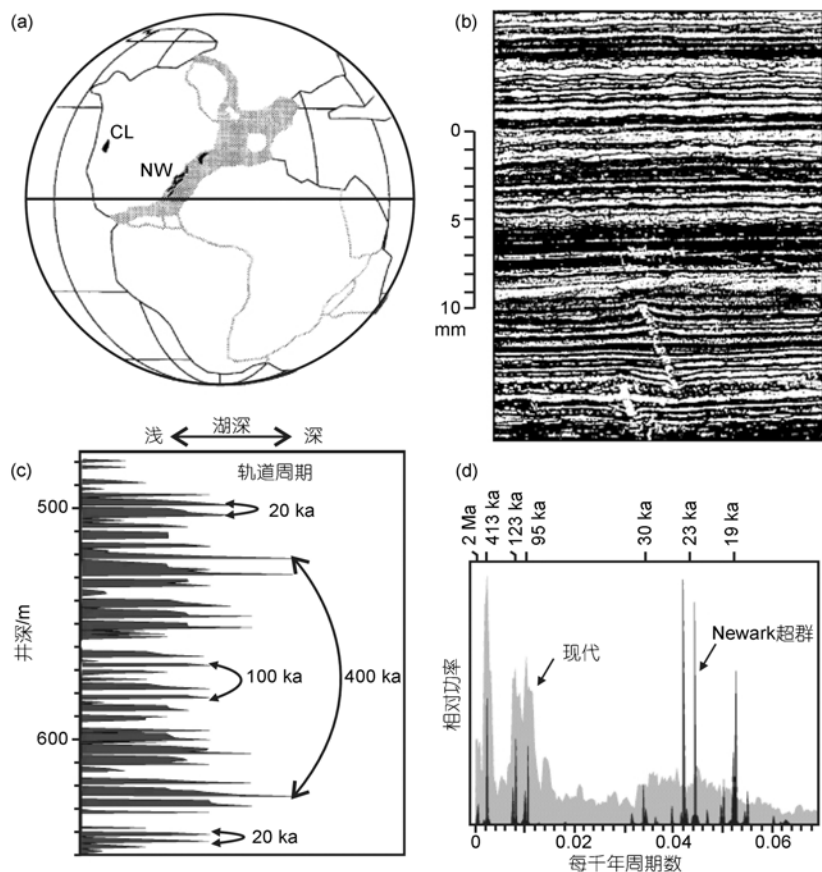 (a)
CL
NW
(b)
0
5
10
mm
(c)
浅
湖深
深
轨道周期
500
20 ka
井深/m
100 ka
400 ka
600
20 ka
(d)
2 Ma
413 ka
123 ka
95 ka
30 ka
23 ka
19 ka
现代
Newark超群
相对功率
0
0.02
0.04
0.06
每千年周期数